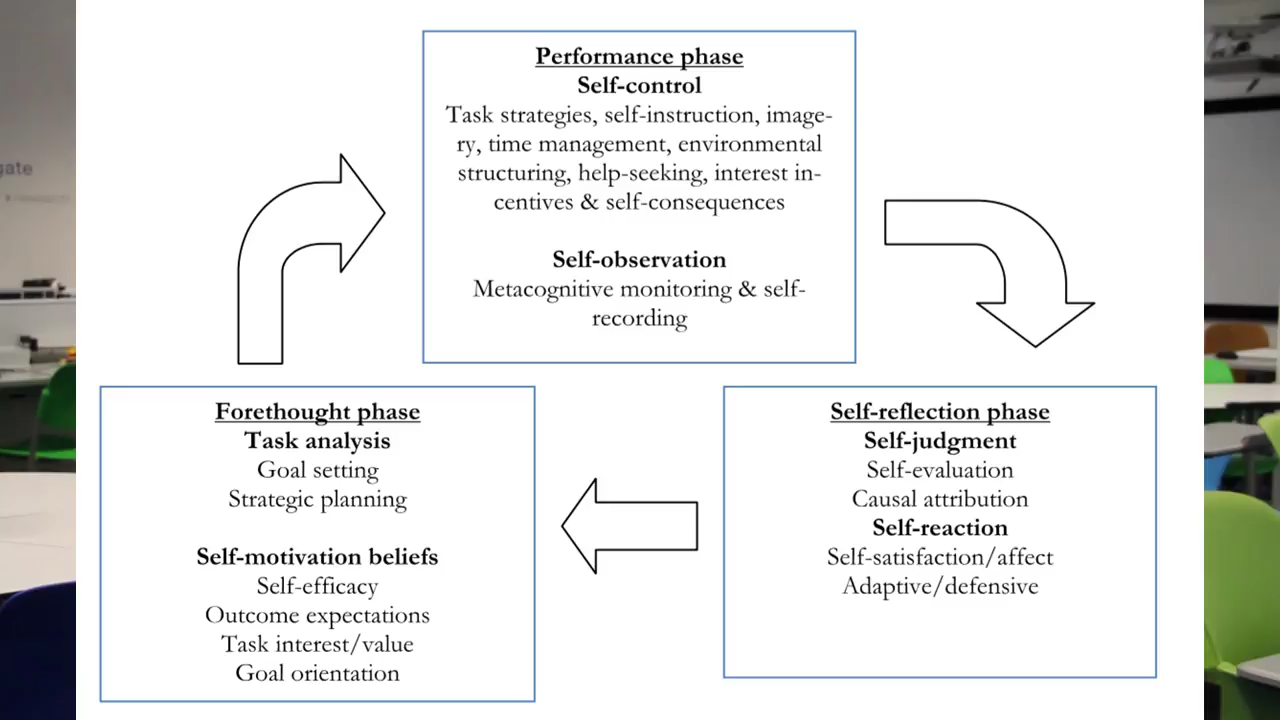 Performance phase
Self-control
Task strategies, self-instruction, image-
ry, time management, environmental
structuring, help-seeking, interest in-
centives & self-consequences
Self-observation
Metacognitive monitoring & self-
recording
Forethought phase
Task analysis
Goal setting
Strategic planning
Self-motivation beliefs
Self-efficacy
Outcome expectations
Task interest/value
Goal orientation
Self-reflection phase
Self-judgment
Self-evaluation
Causal attribution
Self-reaction
Self-satisfaction/affect
Adaptive/defensive